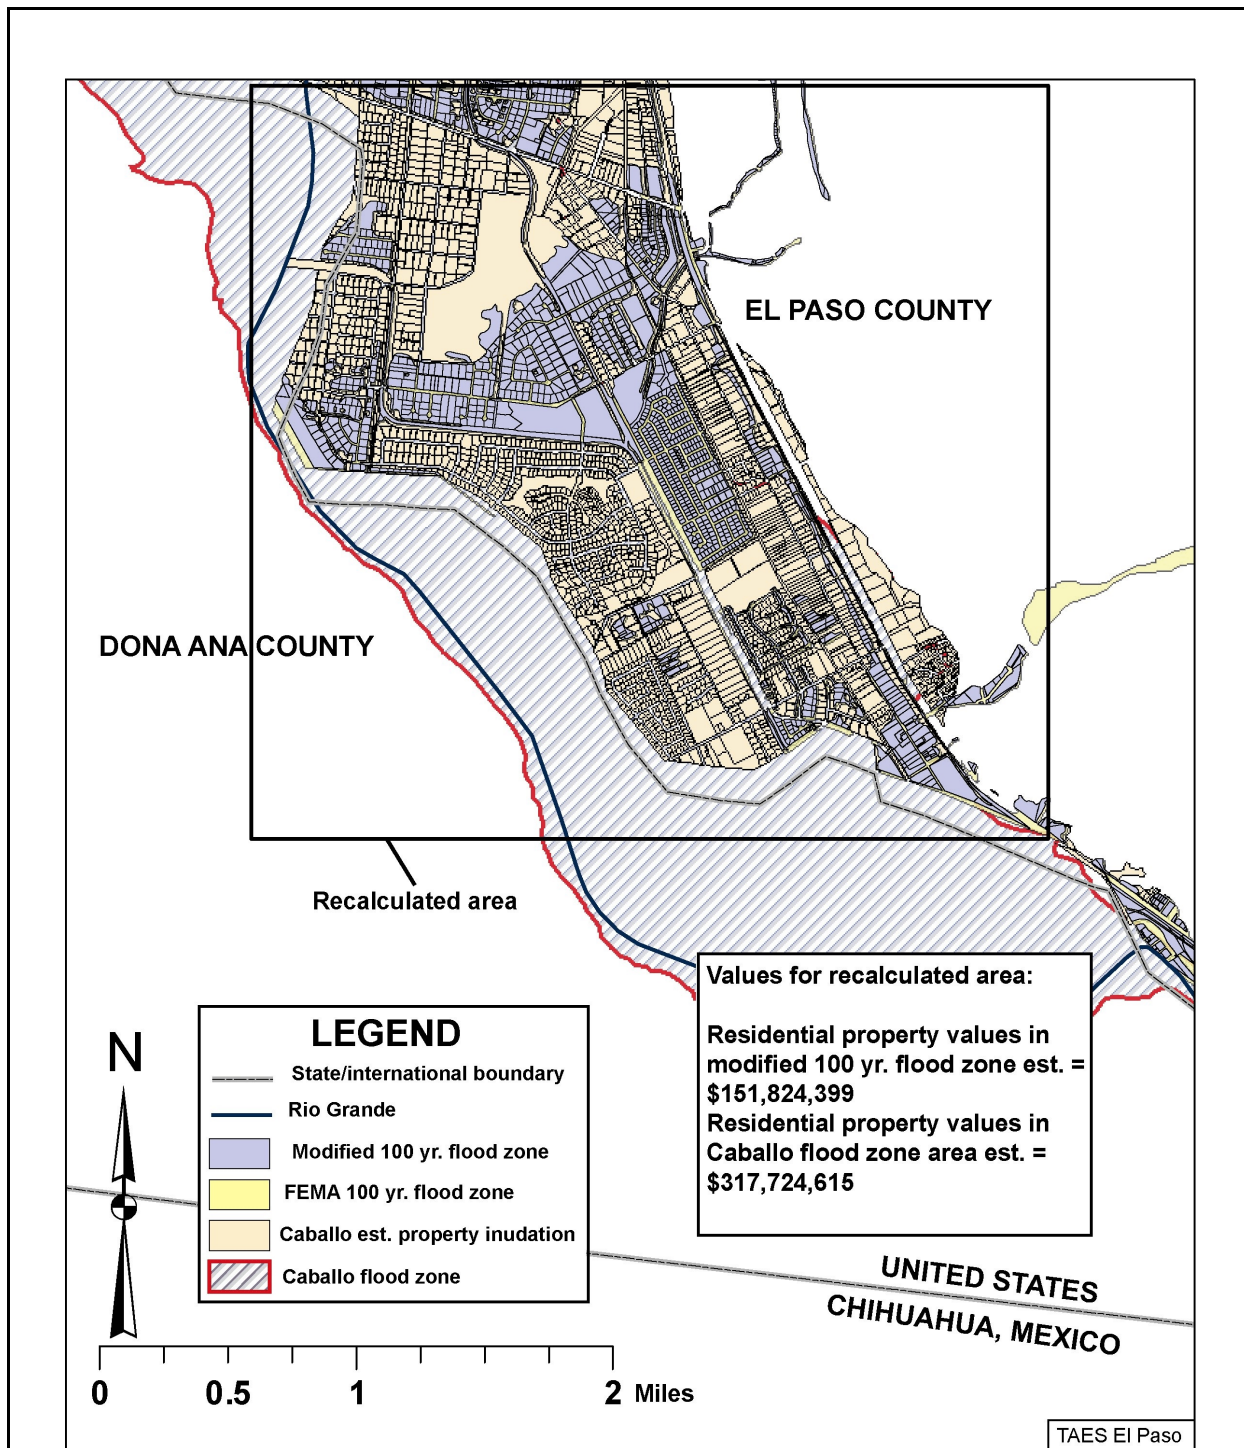 EL PASO COUNTY
DONA ANA COUNTY
Recalculated area
Values for recalculated area:
Residential property values in
modified 100 yr. flood zone est. =
$151,824,399
Residential property values in
Caballo flood zone area est. =
$317,724,615
N
LEGEND
State/international boundary
Rio Grande
Modified 100 yr. flood zone
FEMA 100 yr. flood zone
Caballo est. property inudation
Caballo flood zone
UNITED STATES
CHIHUAHUA, MEXICO
0 0.5 1 2 Miles
TAES El Paso